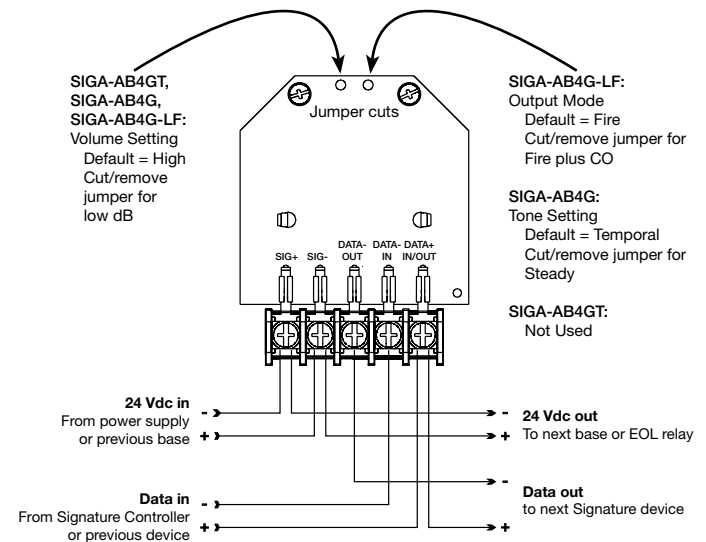 SIGA-AB4GT,
SIGA-AB4G,
SIGA-AB4G-LF:
Volume Setting
Default = High
Cut/remove
jumper for
low dB
Jumper cuts
SIGA-AB4G-LF:
Output Mode
Default = Fire
Cut/remove jumper for
Fire plus CO
SIGA-AB4G:
Tone Setting
Default = Temporal
Cut/remove jumper for
Steady
SIGA-AB4GT:
Not Used
SIG+ SIG- DATA- OUT DATA- IN DATA+ IN/OUT
24 Vdc in
From power supply
or previous base
-
+
-
+
24 Vdc out
To next base or EOL relay
Data in
From Signature Controller
or previous device
-
+
-
+
Data out
to next Signature device